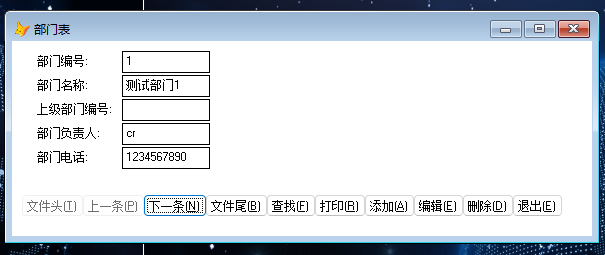 部门表
部门编号: 1
部门名称: 测试部门1
上级部门编号:
部门负责人: cr
部门电话: 1234567890
文件头(T) 上一条(P) 下一条(N) 文件尾(B) 查找(F) 打印(R) 添加(A) 编辑(E) 删除(D) 退出(E)